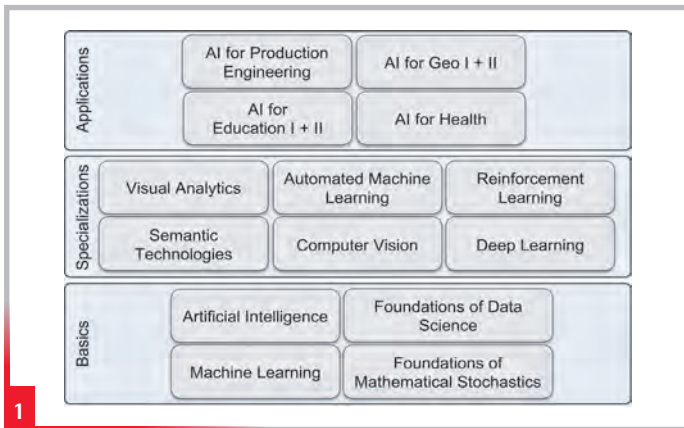 Applications
AI for Production
Engineering
AI for Geo I + II
AI for
Education I + II
AI for Health
Specializations
Visual Analytics
Automated Machine
Learning
Reinforcement
Learning
Semantic
Technologies
Computer Vision
Deep Learning
Basics
Artificial Intelligence
Foundations of Data
Science
Machine Learning
Foundations of
Mathematical Stochastics
1